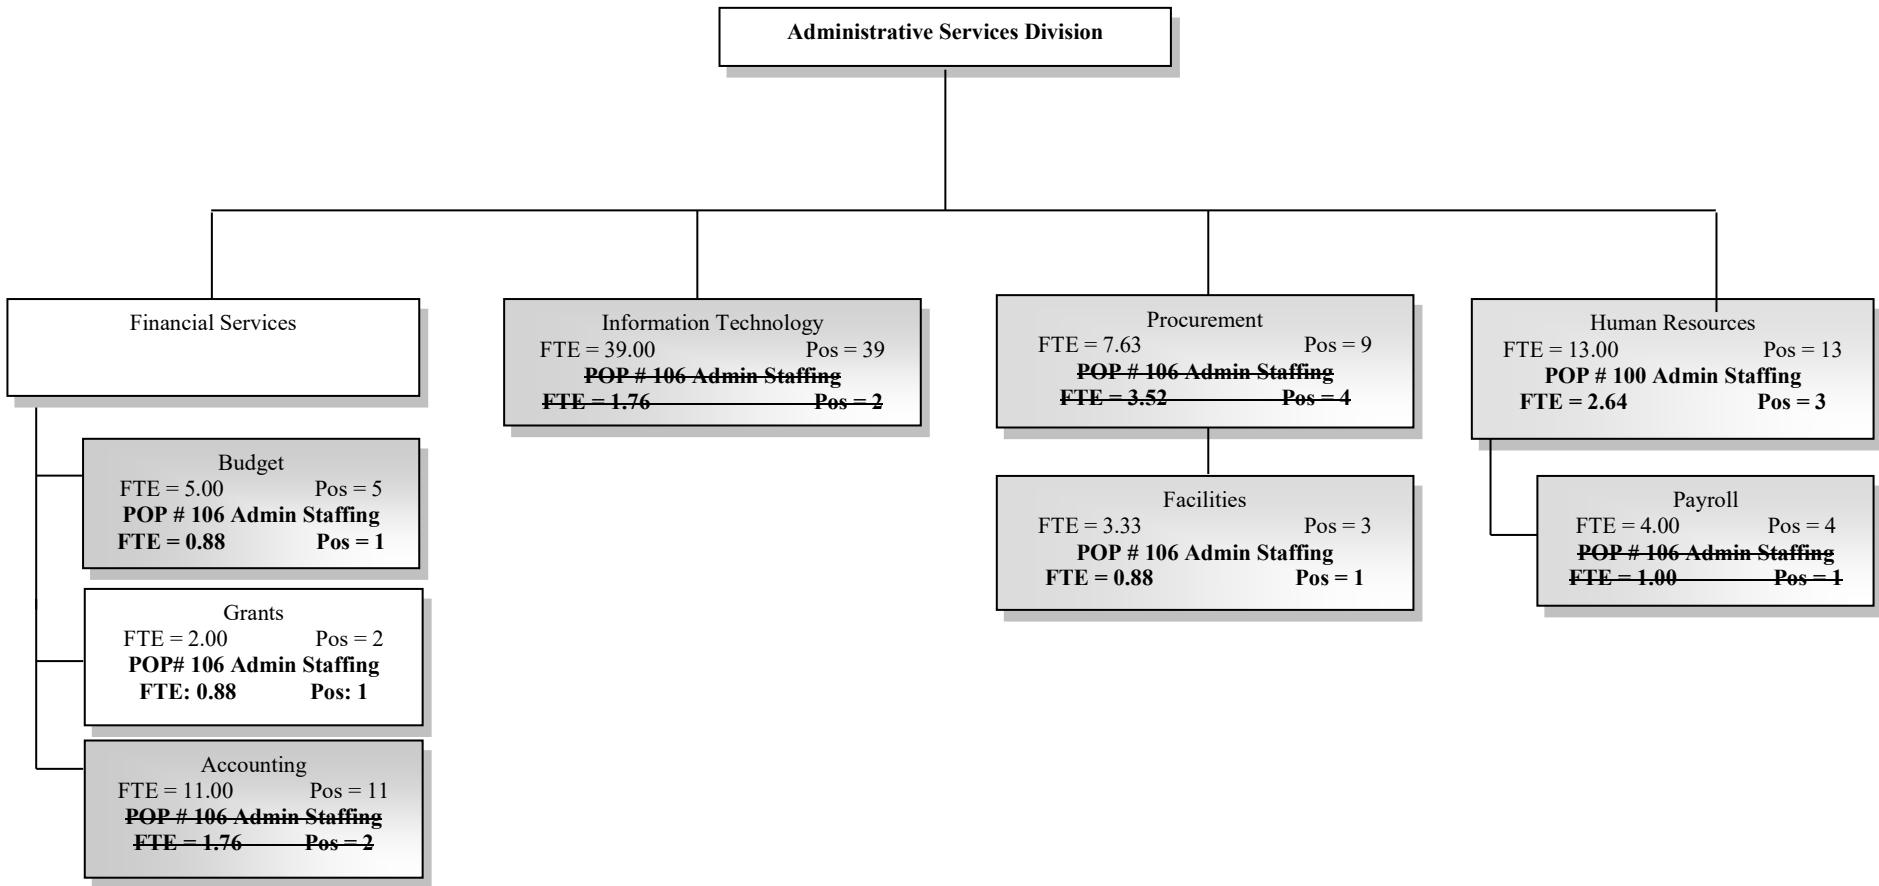 Administrative Services Division
Financial Services
Budget
FTE = 5.00 Pos = 5
POP # 106 Admin Staffing
FTE = 0.88 Pos = 1
Grants
FTE = 2.00 Pos = 2
POP# 106 Admin Staffing
FTE: 0.88 Pos: 1
Accounting
FTE = 11.00 Pos = 11
POP # 106 Admin Staffing
FTE = 1.76 Pos = 2
Information Technology
FTE = 39.00 Pos = 39
POP # 106 Admin Staffing
FTE = 1.76 Pos = 2
Procurement
FTE = 7.63 Pos = 9
POP # 106 Admin Staffing
FTE = 3.52 Pos = 4
Facilities
FTE = 3.33 Pos = 3
POP # 106 Admin Staffing
FTE = 0.88 Pos = 1
Human Resources
FTE = 13.00 Pos = 13
POP # 100 Admin Staffing
FTE = 2.64 Pos = 3
Payroll
FTE = 4.00 Pos = 4
POP # 106 Admin Staffing
FTE = 1.00 Pos = 1